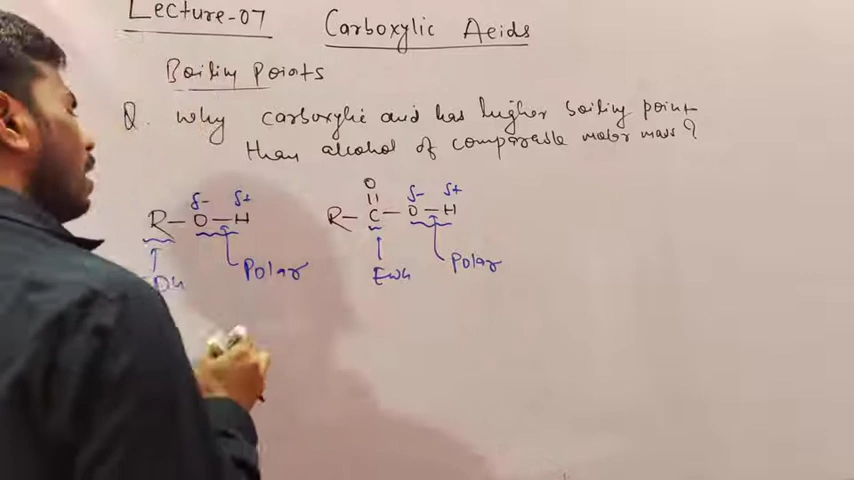 Lecture-07
Carboxylic Acids
Boiling Points
Q. Why carboxylic acid has higher boiling point
than alcohol of comparable molar mass?
R-O-H
δ- δ+
Polar
O
R-C-O-H
δ- δ+
EWG
Polar